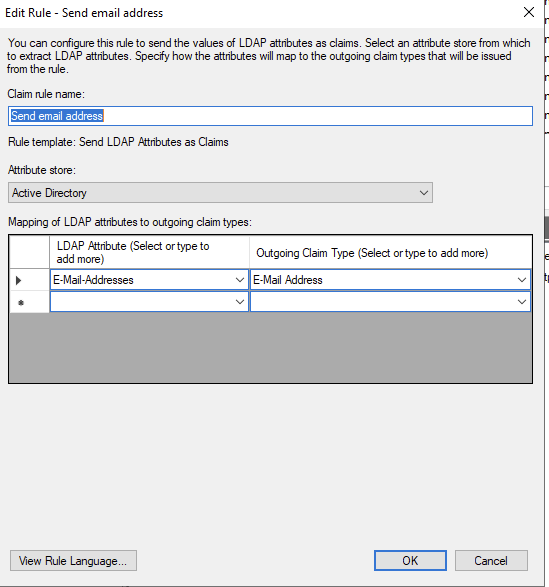 Edit Rule - Send email address
You can configure this rule to send the values of LDAP attributes as claims. Select an attribute store from which
to extract LDAP attributes. Specify how the attributes will map to the outgoing claim types that will be issued
from the rule.
Claim rule name:
Send email address
Rule template: Send LDAP Attributes as Claims
Attribute store:
Active Directory
Mapping of LDAP attributes to outgoing claim types:
LDAP Attribute (Select or type to
add more)
Outgoing Claim Type (Select or type to add more)
E-Mail-Addresses
E-Mail Address
View Rule Language...
OK
Cancel